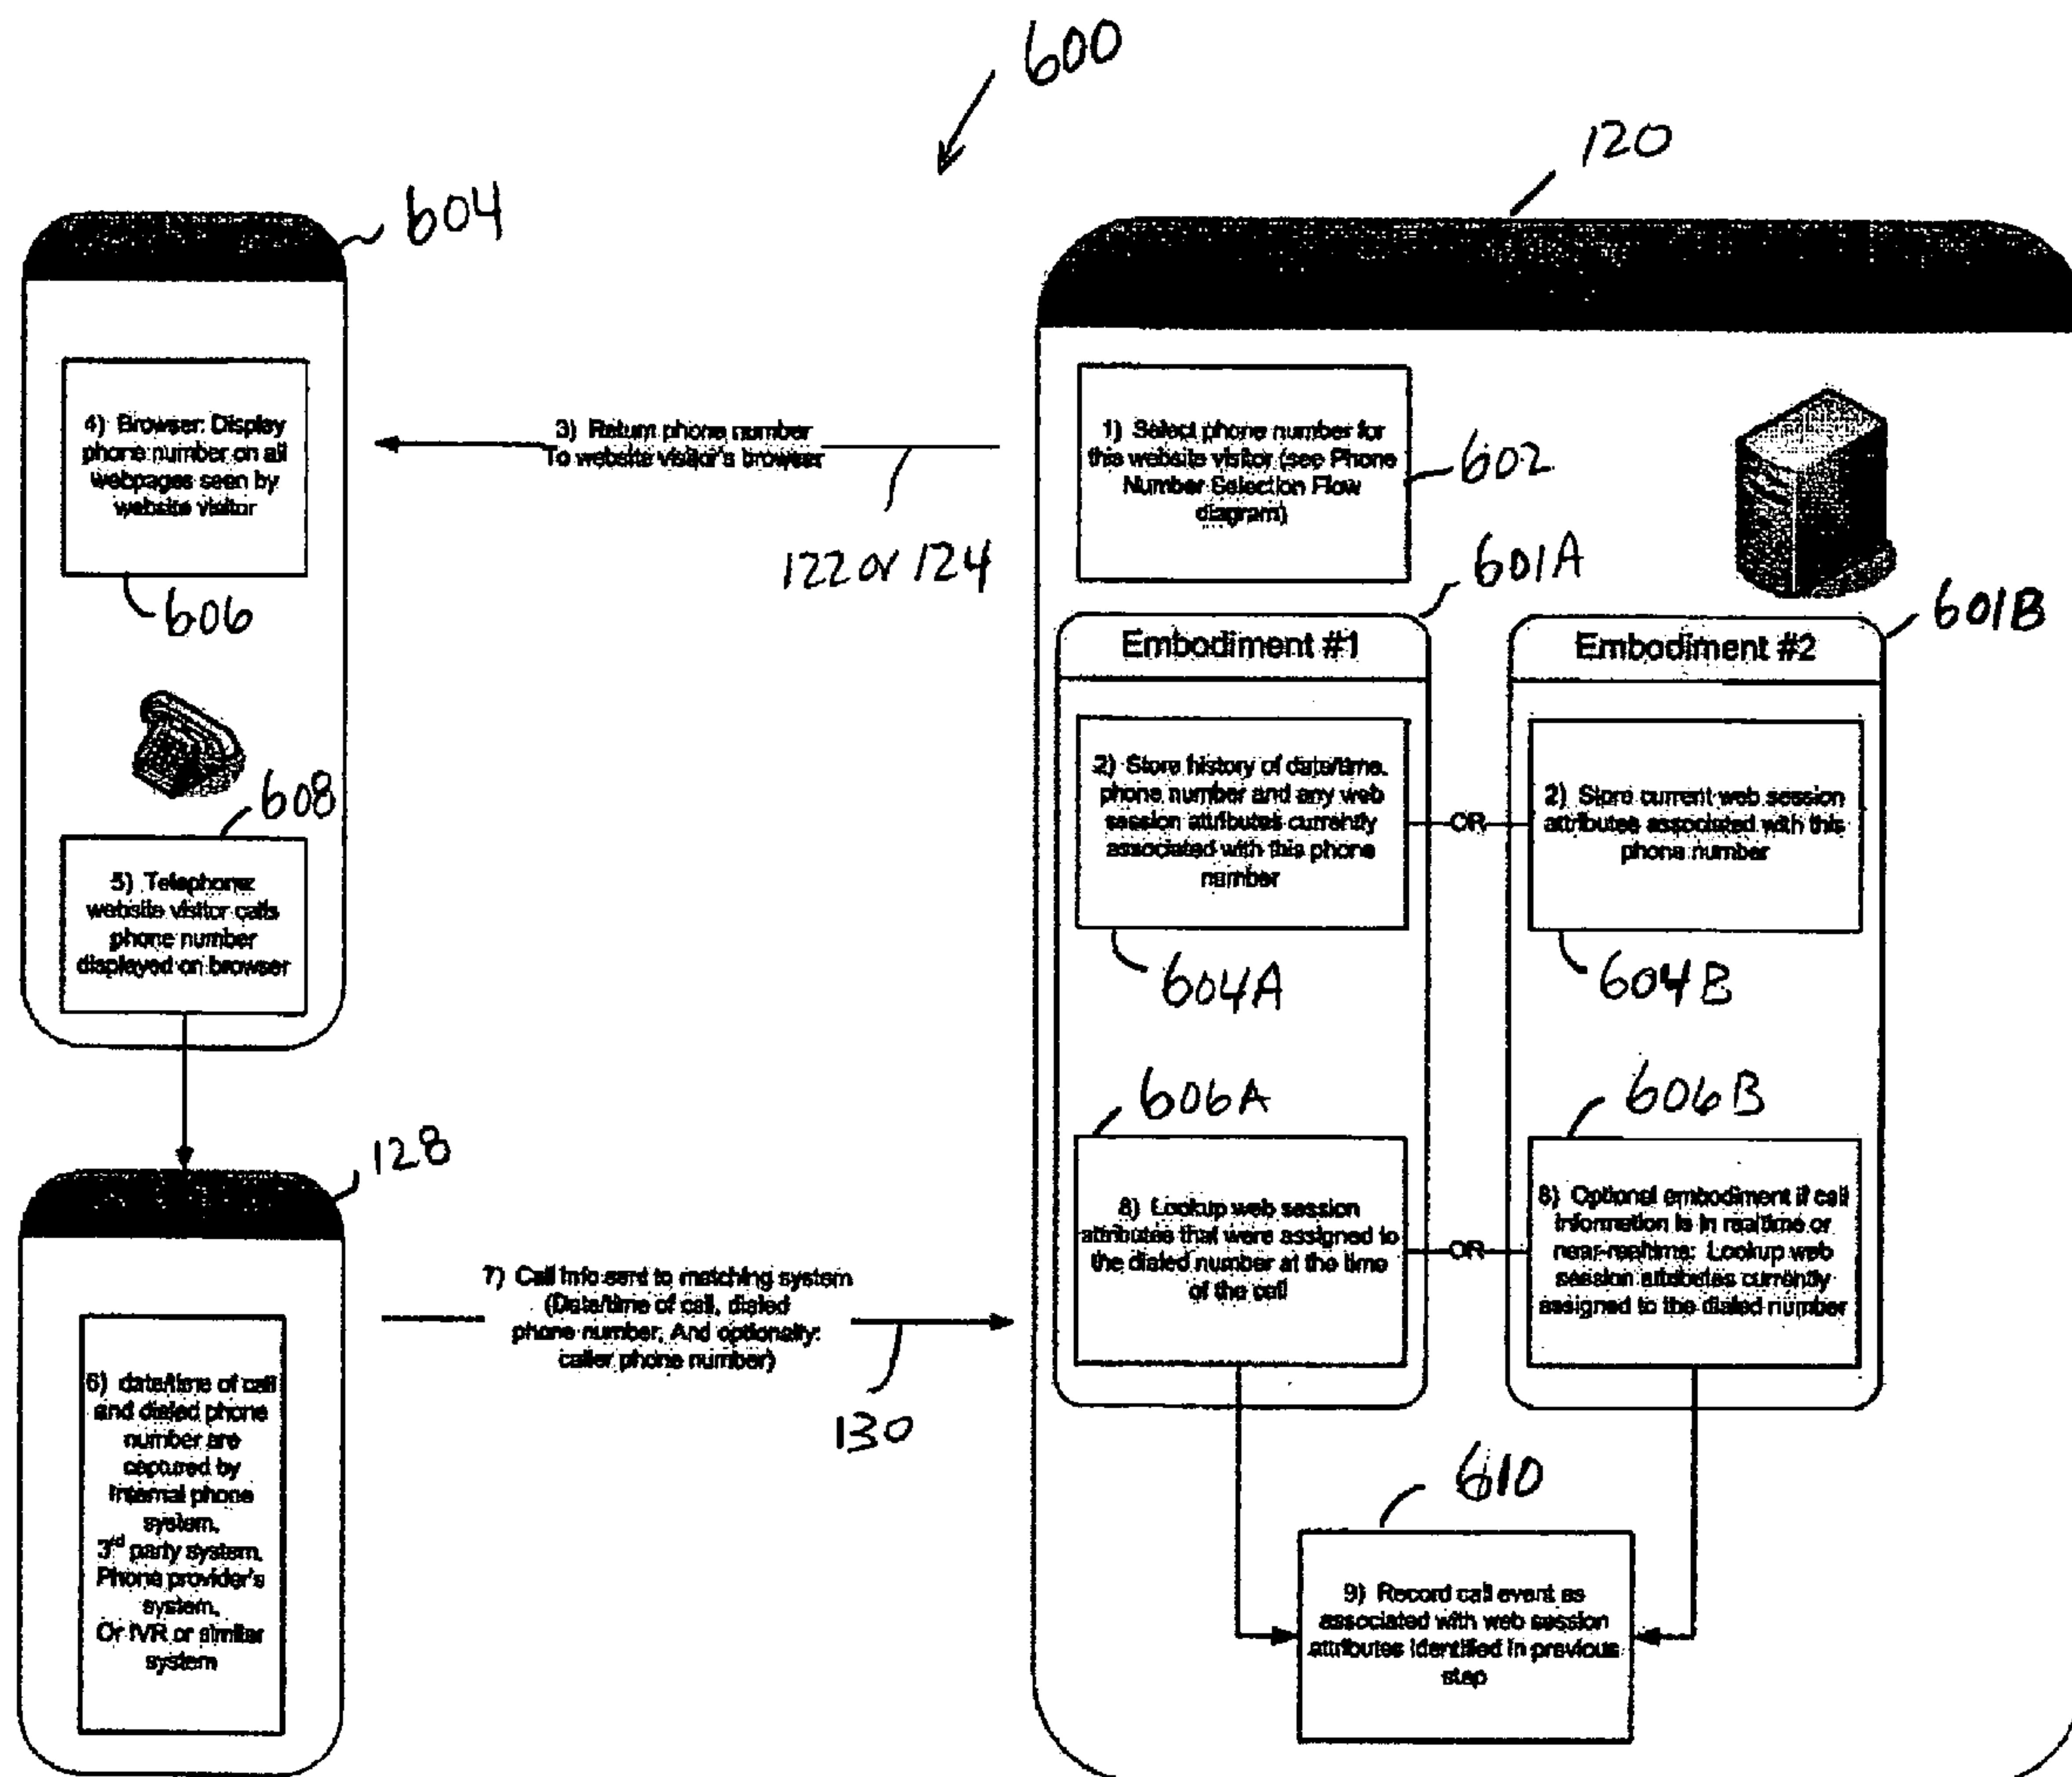 600
120
604
4) Browser: Display
phone number on all
webpages seen by
website visitor
606
608
5) Telephone:
website visitor calls
phone number
displayed on browser
3) Return phone number
To website visitor's browser
122 or 124
1) Select phone number for
this website visitor (see Phone
Number Selection Flow
diagram)
602
601A
601B
Embodiment #1
Embodiment #2
2) Store history of date/time,
phone number and any web
session attributes currently
associated with this phone
number
OR
2) Store current web session
attributes associated with this
phone number
604A
604B
128
6) date/time of call
and dialed phone
number are
captured by
Internal phone
system,
3rd party system,
Phone provider's
system,
Or IVR or similar
system
7) Call info sent to matching system
(Date/time of call, dialed
phone number, And optionally:
caller phone number)
130
606A
606B
8) Lookup web session
attributes that were assigned to
the dialed number at the time
of the call
OR
8) Optional embodiment if call
information is in realtime or
near-realtime: Lookup web
session attributes currently
assigned to the dialed number
610
9) Record call event as
associated with web session
attributes identified in previous
step